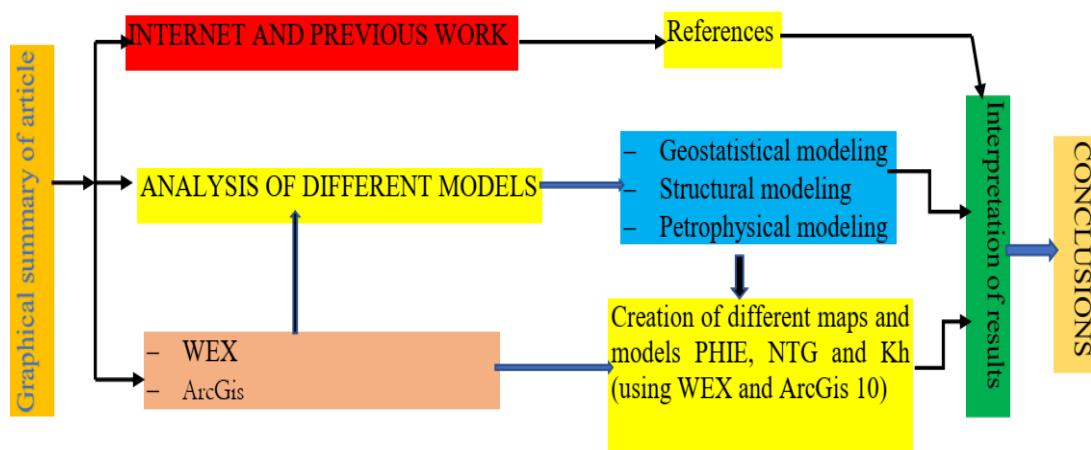 Graphical summary of article
INTERNET AND PREVIOUS WORK
References
ANALYSIS OF DIFFERENT MODELS
– Geostatistical modeling
– Structural modeling
– Petrophysical modeling
– WEX
– ArcGis
Creation of different maps and
models PHIE, NTG and Kh
(using WEX and ArcGis 10)
Interpretation of results
CONCLUSIONS